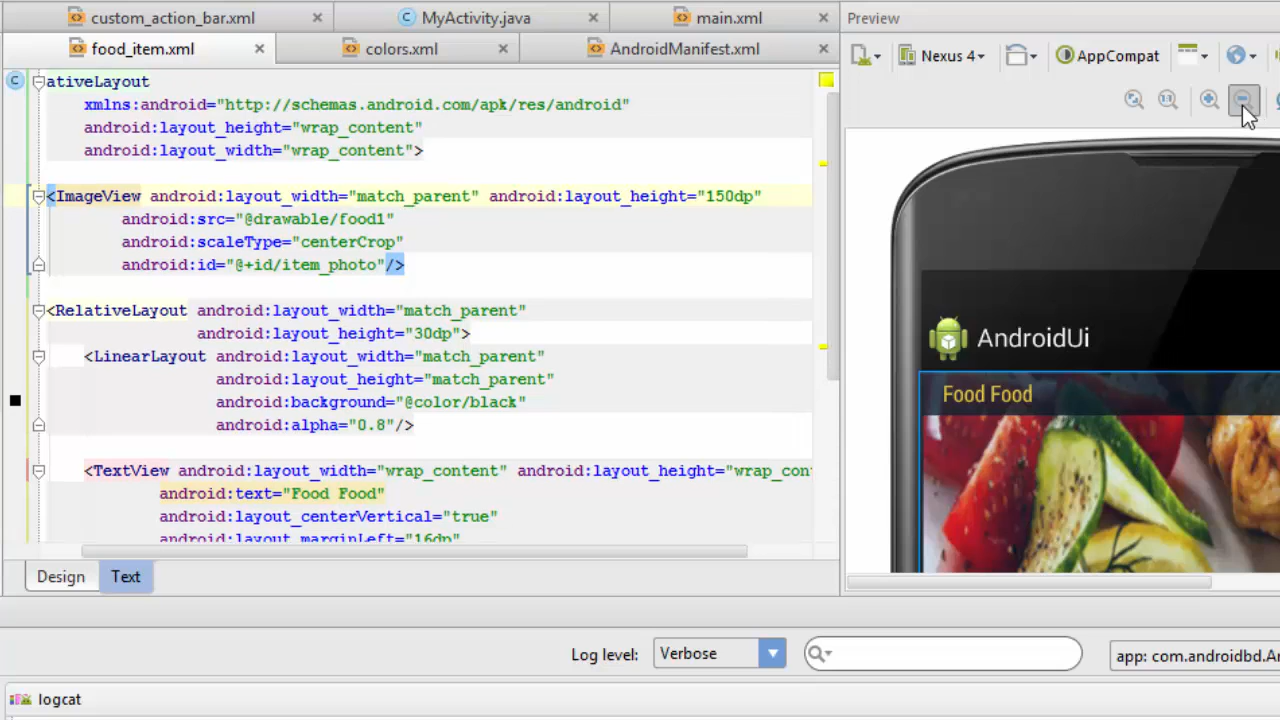 custom_action_bar.xml
MyActivity.java
main.xml
Preview
food_item.xml
colors.xml
AndroidManifest.xml
Nexus 4
AppCompat
ativeLayout
xmlns:android="http://schemas.android.com/apk/res/android"
android:layout_height="wrap_content"
android:layout_width="wrap_content">
<ImageView android:layout_width="match_parent" android:layout_height="150dp"
android:src="@drawable/food1"
android:scaleType="centerCrop"
android:id="@+id/item_photo"/>
<RelativeLayout android:layout_width="match_parent"
android:layout_height="30dp">
<LinearLayout android:layout_width="match_parent"
android:layout_height="match_parent"
android:background="@color/black"
android:alpha="0.8"/>
<TextView android:layout_width="wrap_content" android:layout_height="wrap_cont
android:text="Food Food"
android:layout_centerVertical="true"
android:layout_marginLeft="16dp"
AndroidUi
Food Food
Design
Text
Log level:
Verbose
app: com.androidbd.A
logcat